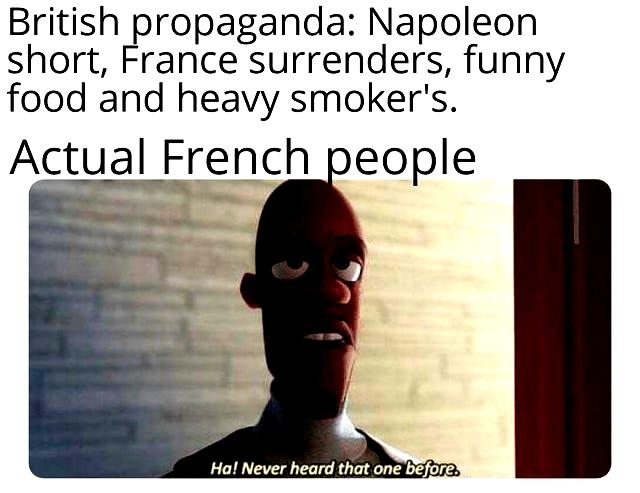 British propaganda: Napoleon
short, France surrenders, funny
food and heavy smoker's.
Actual French people
Ha! Never heard that one before.